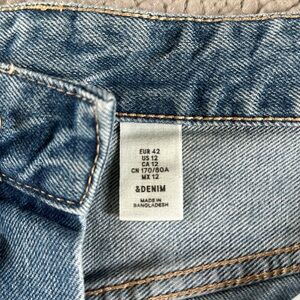 EUR 42
US 12
CA 12
CN 170/80A
MX 12
&DENIM
MADE IN
BANGLADESH